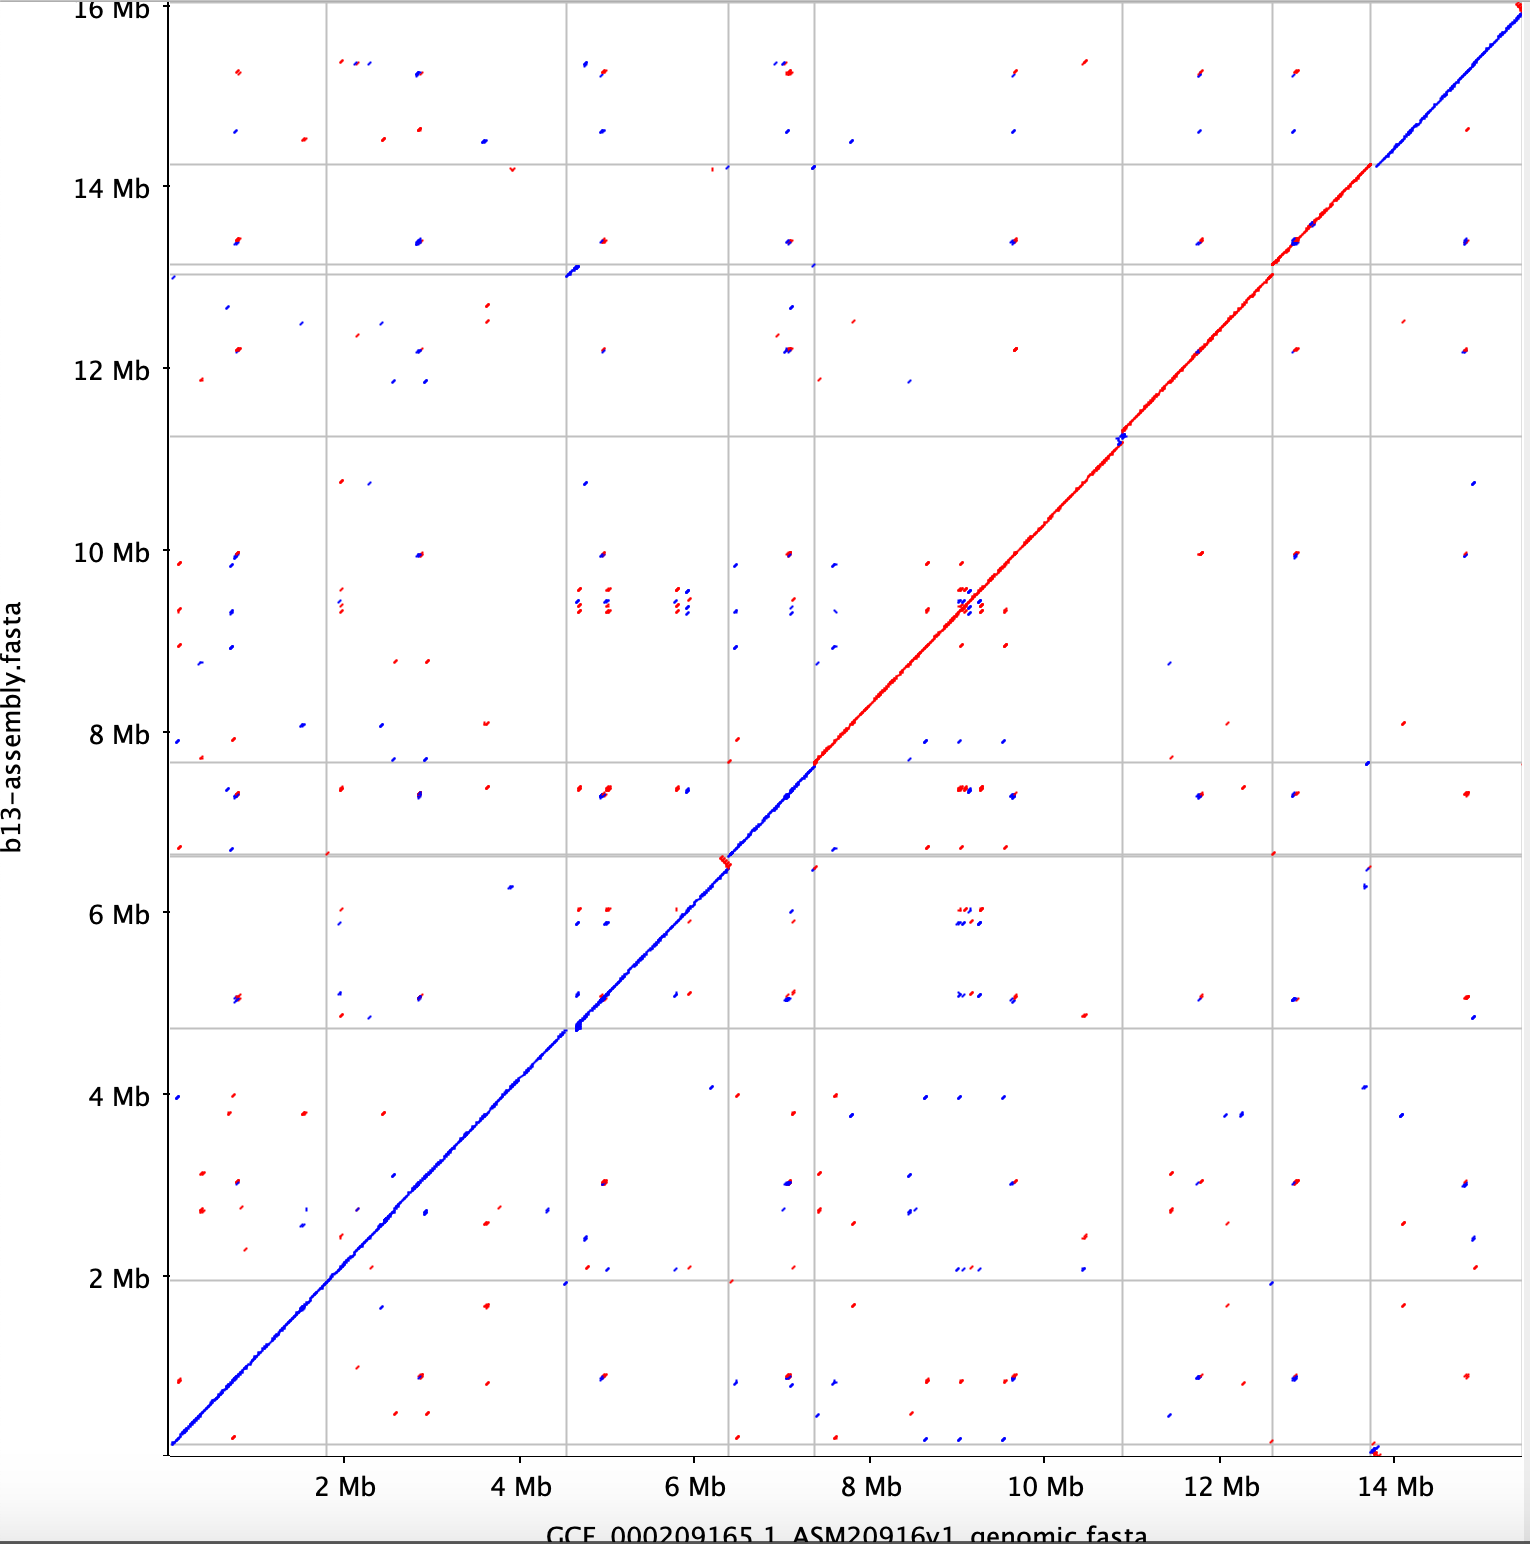 16 Mb
14 Mb
12 Mb
10 Mb
8 Mb
6 Mb
4 Mb
2 Mb
b13-assembly.fasta
2 Mb 4 Mb 6 Mb 8 Mb 10 Mb 12 Mb 14 Mb
GCF_000209165.1_ASM20916v1_genomic.fasta